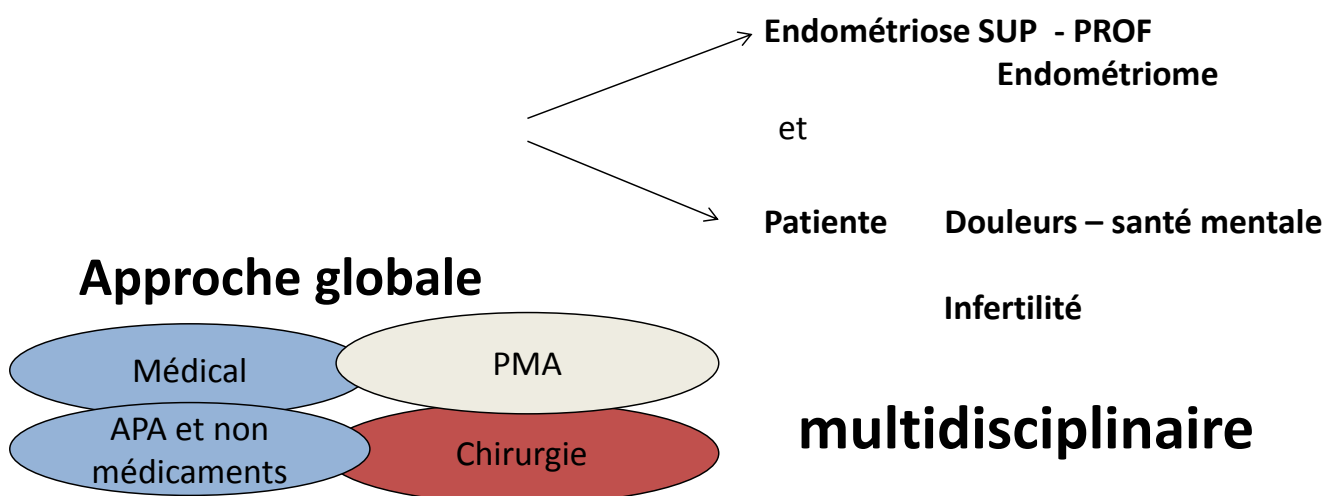 Endométriose SUP - PROF
Endométriome
et
Patiente Douleurs – santé mentale
Infertilité
Approche globale
Médical
PMA
APA et non
médicaments
Chirurgie
multidisciplinaire